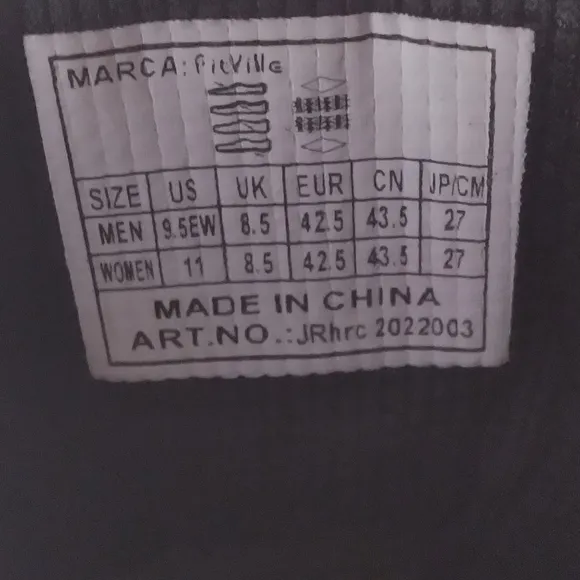 MARCA: FitVille
SIZE US UK EUR CN JP/CM
MEN 9.5EW 8.5 42.5 43.5 27
WOMEN 11 8.5 42.5 43.5 27
MADE IN CHINA
ART.NO.:JRhrc 2022003